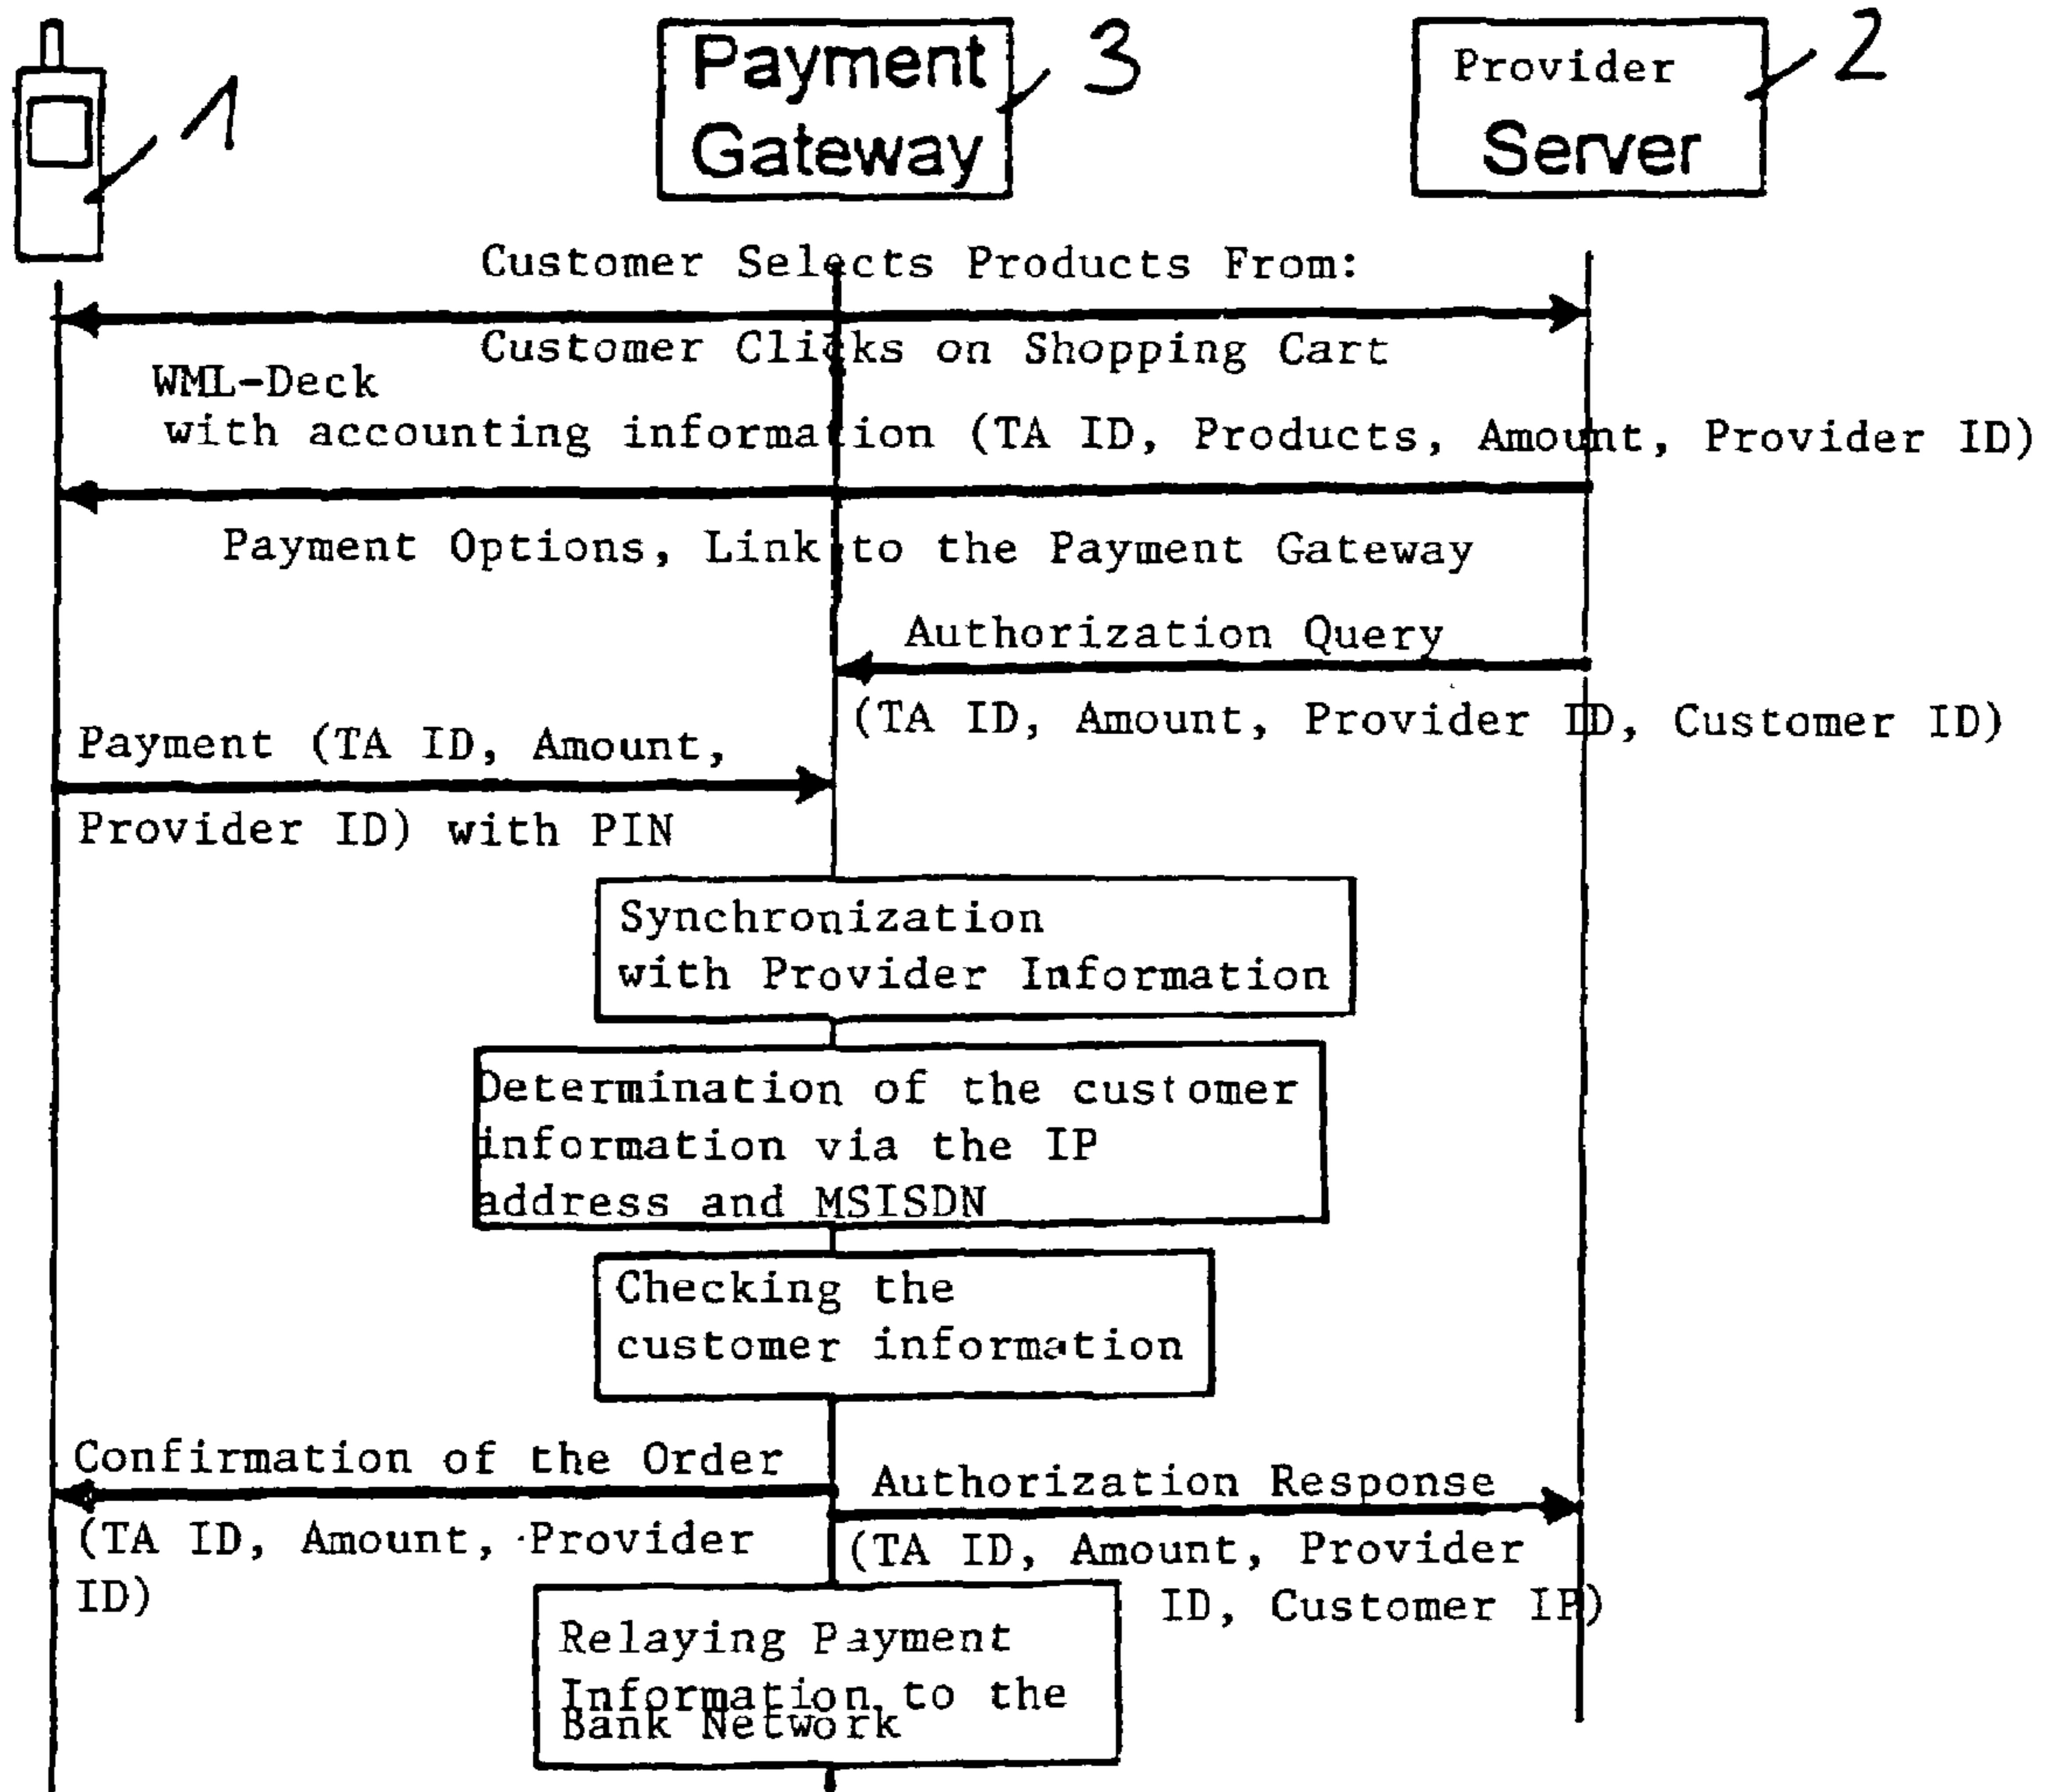 1
Payment
Gateway
3
Provider
Server
2
Customer Selects Products From:
Customer Clicks on Shopping Cart
WML-Deck
with accounting information (TA ID, Products, Amount, Provider ID)
Payment Options, Link to the Payment Gateway
Authorization Query
(TA ID, Amount, Provider ID, Customer ID)
Payment (TA ID, Amount,
Provider ID) with PIN
Synchronization
with Provider Information
Determination of the customer
information via the IP
address and MSISDN
Checking the
customer information
Confirmation of the Order
(TA ID, Amount, Provider
ID)
Authorization Response
(TA ID, Amount, Provider
ID, Customer IP)
Relaying Payment
Information to the
Bank Network